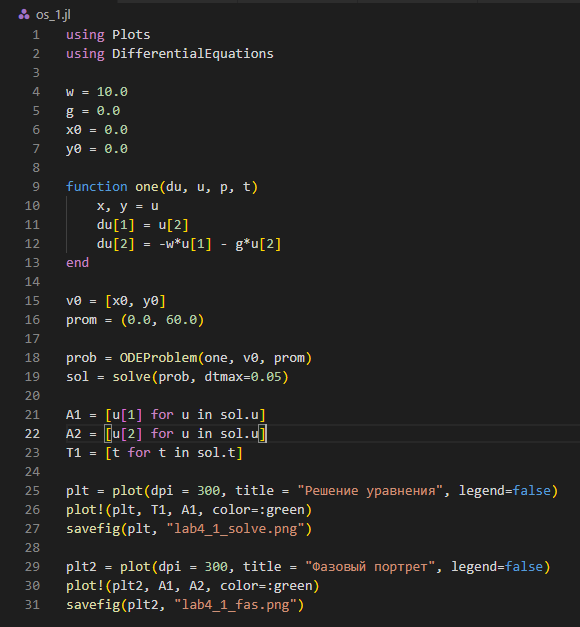 os_1.jl
1 using Plots
2 using DifferentialEquations
3
4 w = 10.0
5 g = 0.0
6 x0 = 0.0
7 y0 = 0.0
8
9 function one(du, u, p, t)
10     x, y = u
11     du[1] = u[2]
12     du[2] = -w*u[1] - g*u[2]
13 end
14
15 v0 = [x0, y0]
16 prom = (0.0, 60.0)
17
18 prob = ODEProblem(one, v0, prom)
19 sol = solve(prob, dtmax=0.05)
20
21 A1 = [u[1] for u in sol.u]
22 A2 = [u[2] for u in sol.u]
23 T1 = [t for t in sol.t]
24
25 plt = plot(dpi = 300, title = "Решение уравнения", legend=false)
26 plot!(plt, T1, A1, color=:green)
27 savefig(plt, "lab4_1_solve.png")
28
29 plt2 = plot(dpi = 300, title = "Фазовый портрет", legend=false)
30 plot!(plt2, A1, A2, color=:green)
31 savefig(plt2, "lab4_1_fas.png")